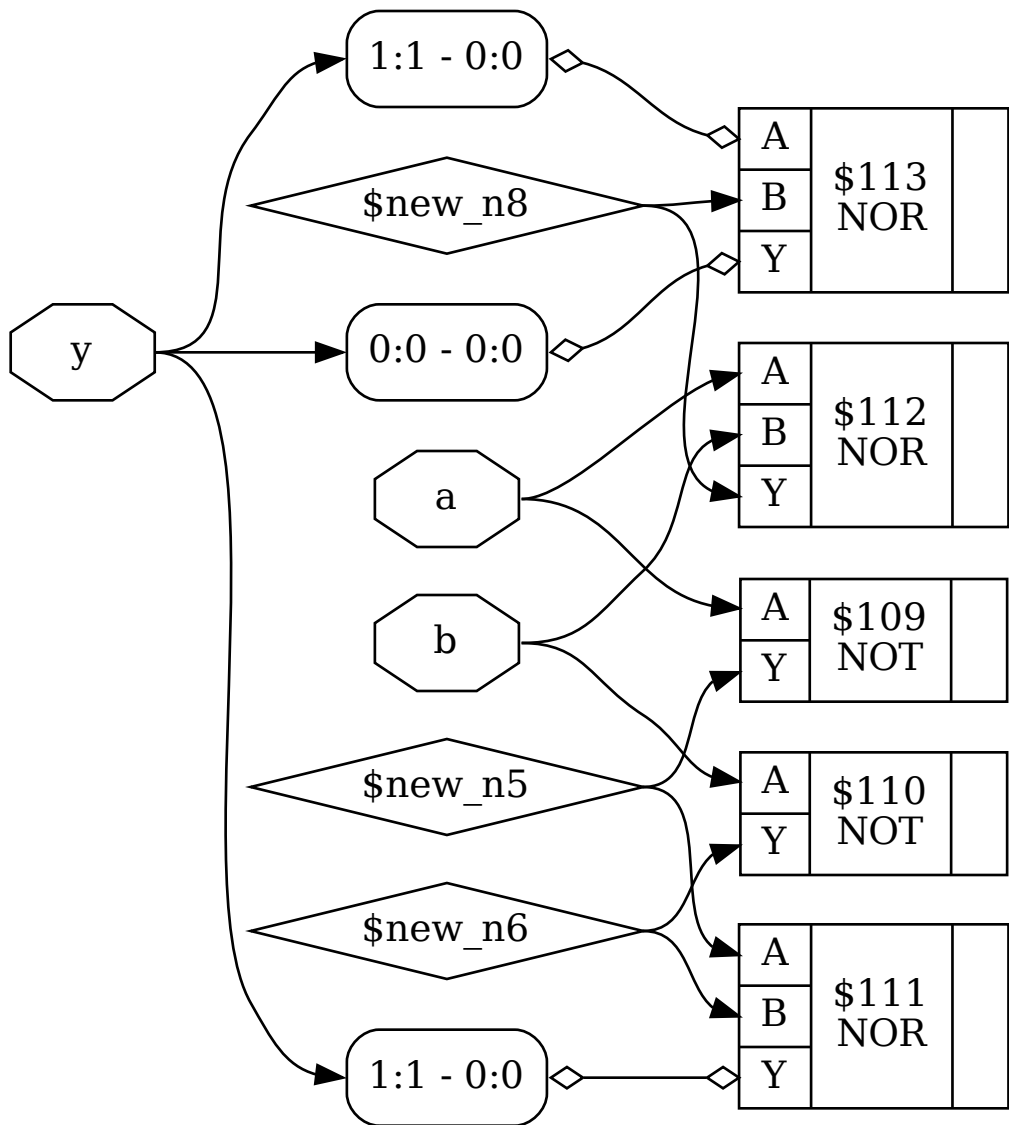 1:1 - 0:0
A
B
Y
$113
NOR
$new_n8
y
0:0 - 0:0
A
B
Y
$112
NOR
a
b
A
Y
$109
NOT
$new_n5
A
Y
$110
NOT
$new_n6
A
B
Y
$111
NOR
1:1 - 0:0